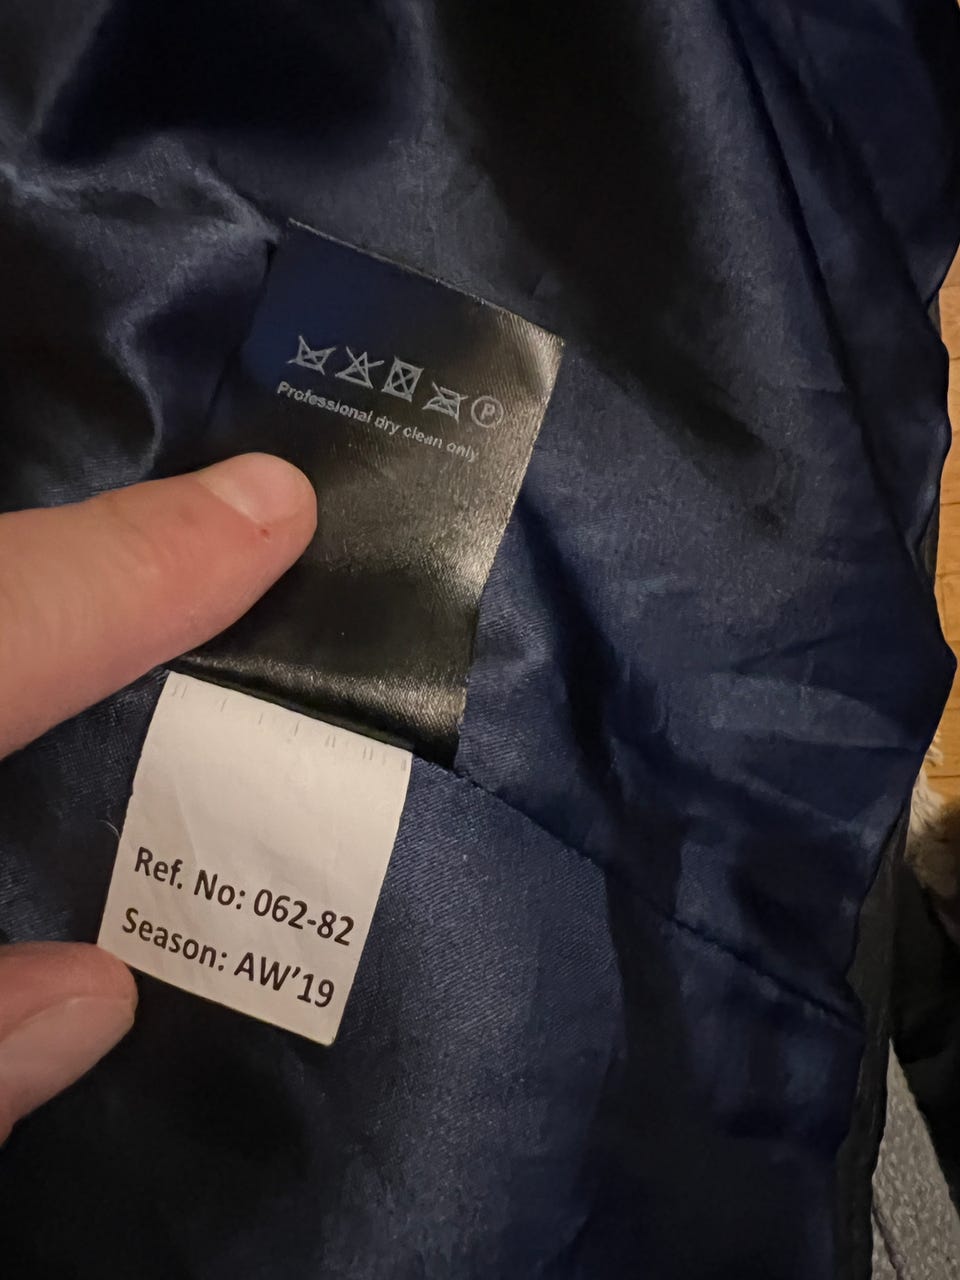 P
Professional dry clean only
Ref. No: 062-82
Season: AW'19